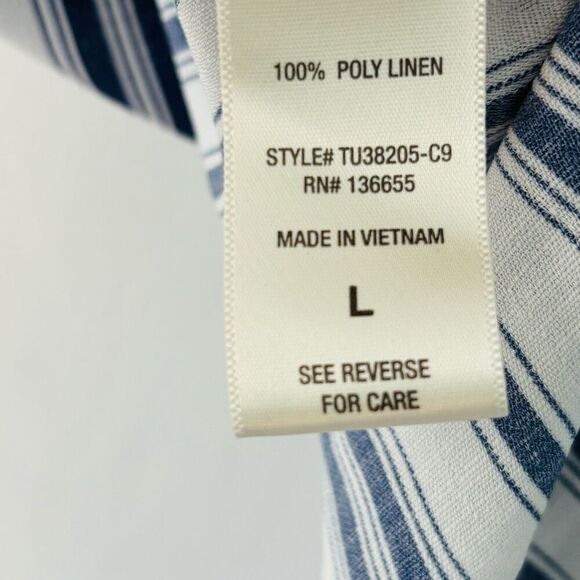 100% POLY LINEN
STYLE# TU38205-C9
RN# 136655
MADE IN VIETNAM
L
SEE REVERSE
FOR CARE